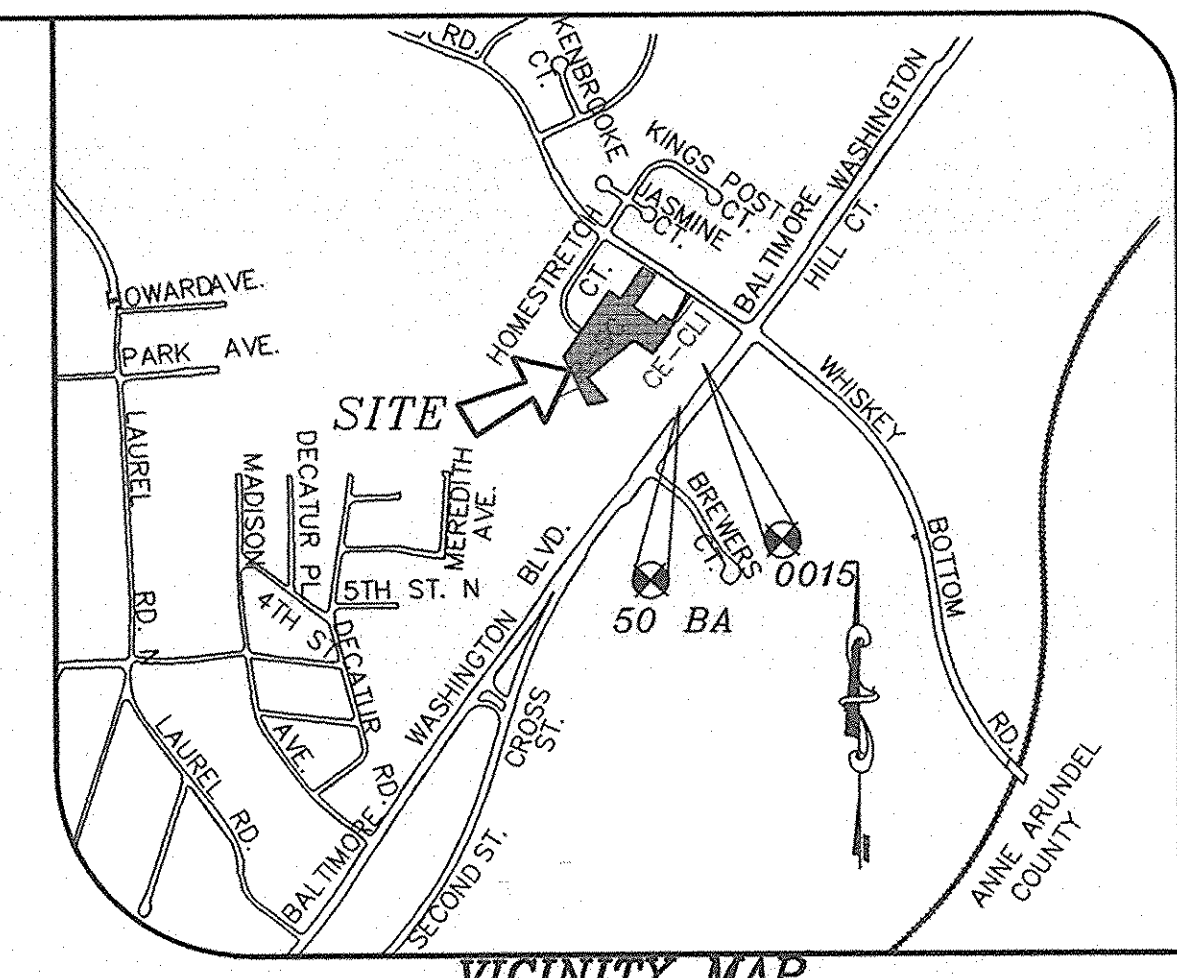 RD.
KENBROOKE
CT.
KINGS POST
CT.
JASMINE
CT.
BALTIMORE WASHINGTON
HILL CT.
HOMESTRETCH
CT.
CE-CLI
OWARDAVE.
PARK AVE.
LAUREL
RD. N
SITE
WHISKEY
BOTTOM
RD.
MADISON
AVE.
DECATUR PL.
MEREDITH
AVE.
5TH ST. N
4TH ST
DECATUR
BREWERS
CT.
0015
50 BA
WASHINGTON BLVD.
BALTIMORE
RD.
CROSS
ST.
SECOND ST.
LAUREL
RD.
ANNE ARUNDEL
COUNTY
VICINITY MAP